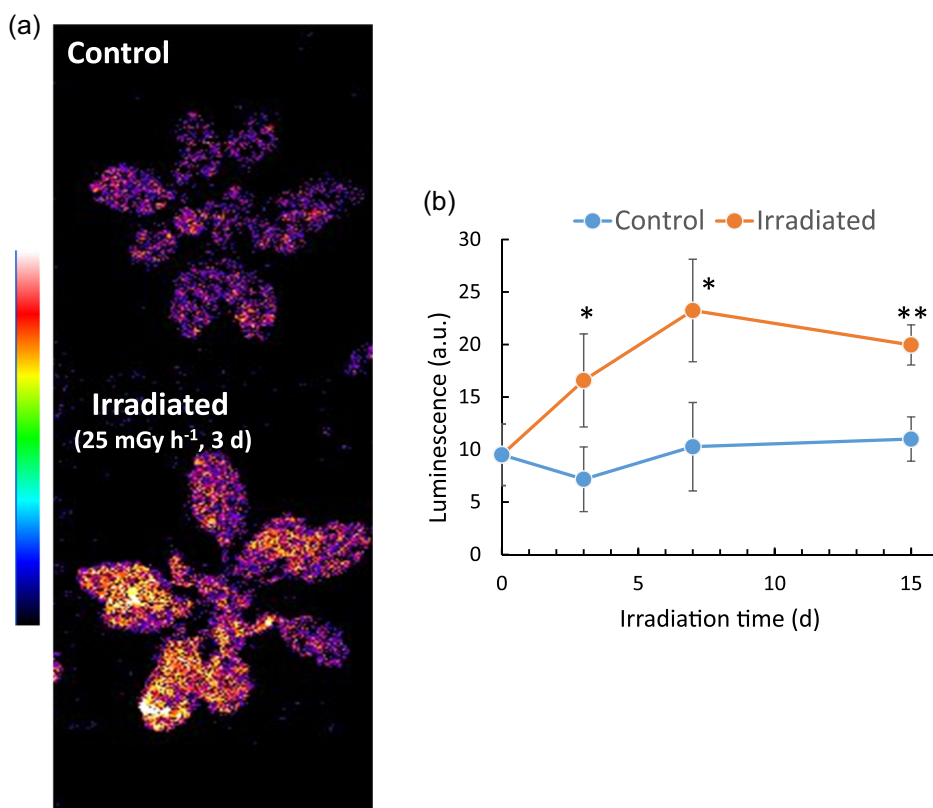 (a)
Control
Irradiated
(25 mGy h⁻¹, 3 d)
(b)
Control Irradiated
30
25
20
15
10
5
0
* * **
Luminescence (a.u.)
0 5 10 15
Irradiation time (d)